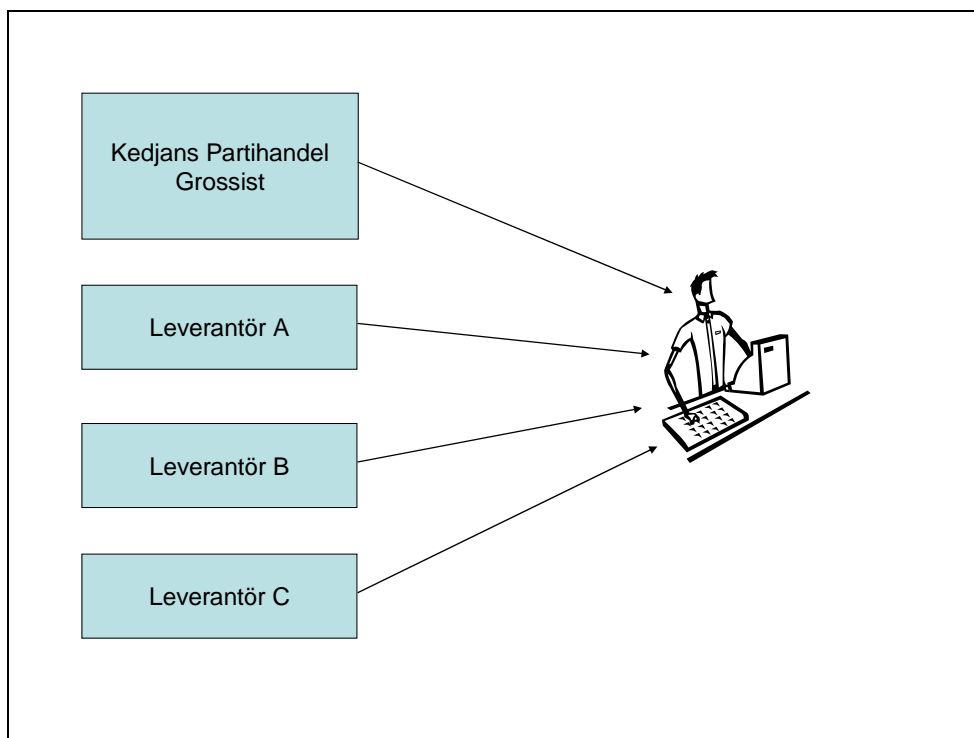 Kedjans Partihandel
Grossist
Leverantör A
Leverantör B
Leverantör C